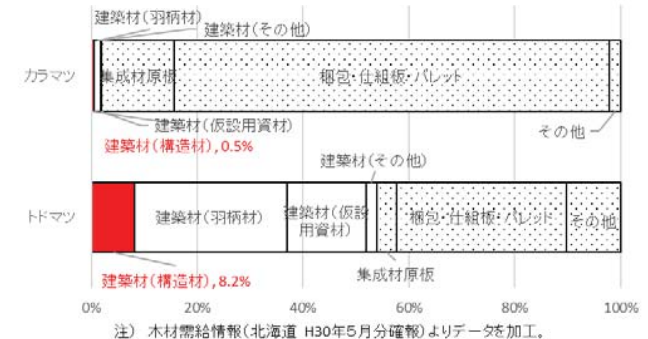 建築材(羽柄材)
建築材(その他)
カラマツ
集成材原板
梱包・仕組板・パレット
建築材(仮設用資材)
その他
建築材(構造材),0.5%
建築材(その他)
トドマツ
建築材(羽柄材)
建築材(仮設
用資材)
梱包・仕組板・パレット
その他
集成材原板
建築材(構造材),8.2%
0%
20%
40%
60%
80%
100%
注) 木材需給情報(北海道 H30年5月分確報)よりデータを加工。